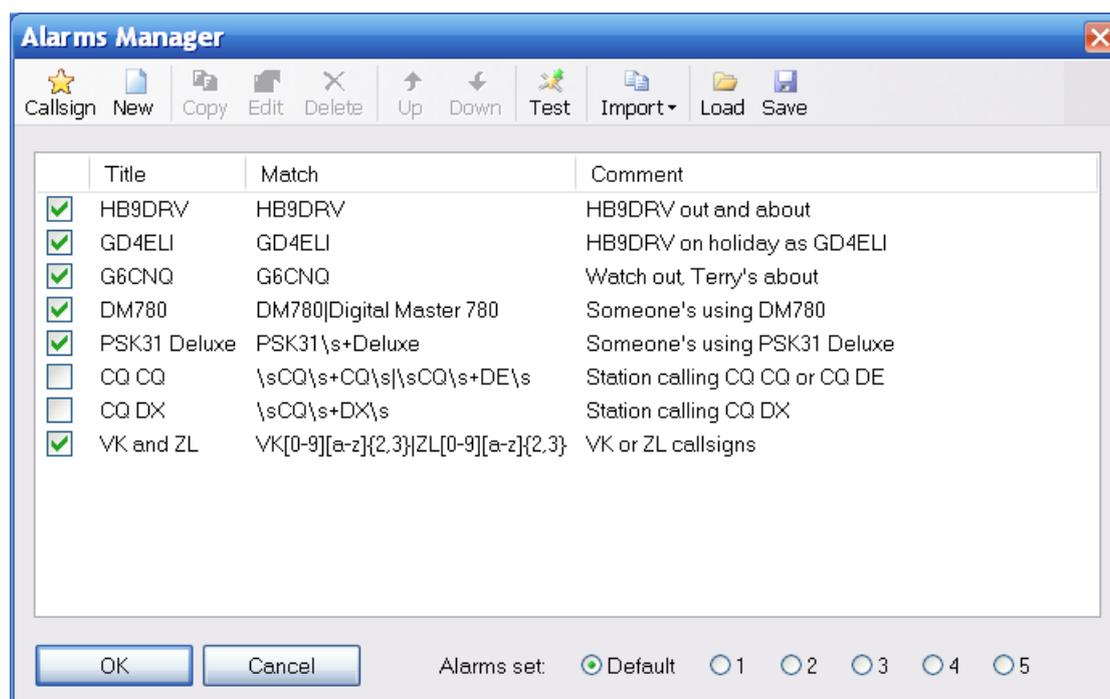 Alarms Manager
Callsign New Copy Edit Delete Up Down Test Import Load Save
Title Match Comment
HB9DRV HB9DRV HB9DRV out and about
GD4ELI GD4ELI HB9DRV on holiday as GD4ELI
G6CNQ G6CNQ Watch out, Terry's about
DM780 DM780|Digital Master 780 Someone's using DM780
PSK31 Deluxe PSK31\s+Deluxe Someone's using PSK31 Deluxe
CQ CQ \sCQ\s+CQ\s|\sCQ\s+DE\s Station calling CQ CQ or CQ DE
CQ DX \sCQ\s+DX\s Station calling CQ DX
VK and ZL VK[0-9][a-z]{2,3}|ZL[0-9][a-z]{2,3} VK or ZL callsigns
OK Cancel Alarms set: Default 1 2 3 4 5